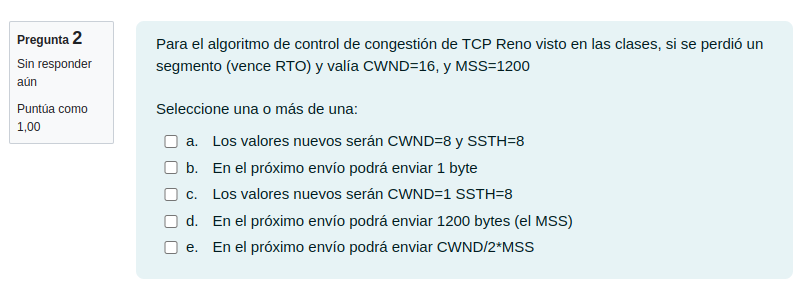 Pregunta 2
Sin responder
aún
Puntúa como
1,00
Para el algoritmo de control de congestión de TCP Reno visto en las clases, si se perdió un
segmento (vence RTO) y valía CWND=16, y MSS=1200
Seleccione una o más de una:
a. Los valores nuevos serán CWND=8 y SSTH=8
b. En el próximo envío podrá enviar 1 byte
c. Los valores nuevos serán CWND=1 SSTH=8
d. En el próximo envío podrá enviar 1200 bytes (el MSS)
e. En el próximo envío podrá enviar CWND/2*MSS